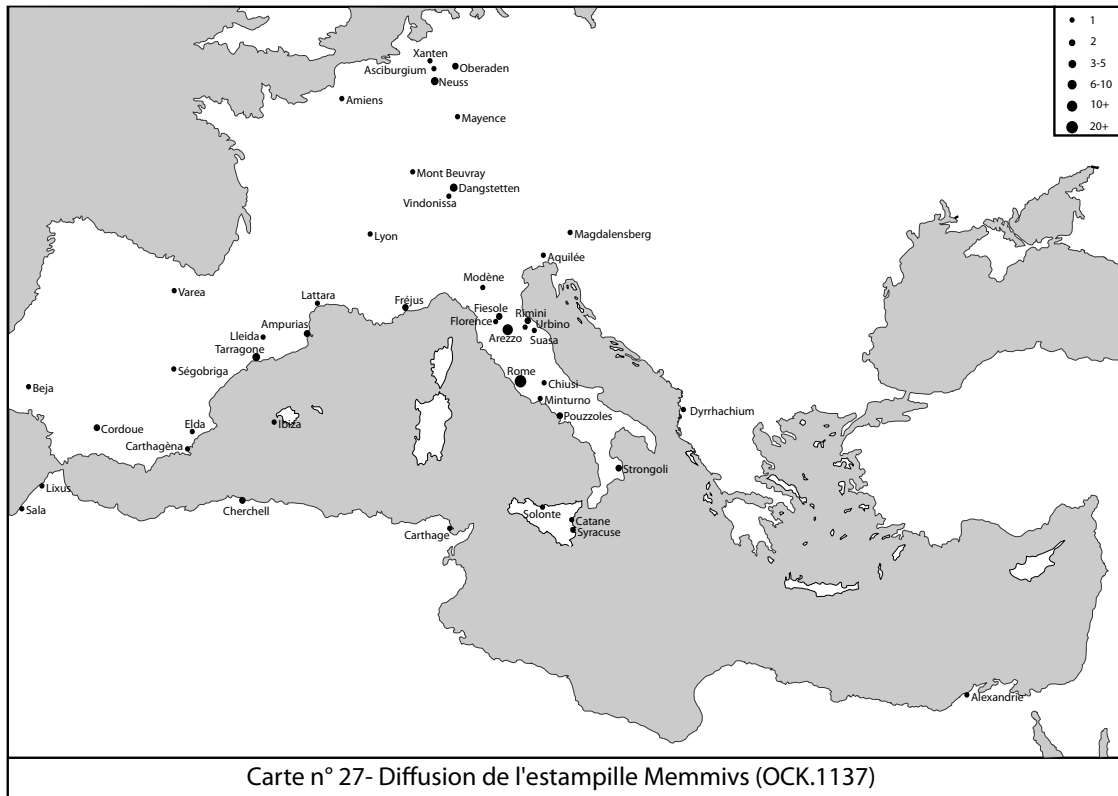 1
2
3-5
6-10
10+
20+
Xanten
Asciburgium
Oberaden
Neuss
Amiens
Mayence
Mont Beuvray
Dangstetten
Vindonissa
Lyon
Magdalensberg
Aquilée
Modène
Varea
Lattara
Fréjus
Fiesole
Rimini
Florence
Urbino
Ampurias
Arezzo
Suasa
Lleida
Tarragone
Ségobriga
Rome
Chiusi
Beja
Minturno
Dyrrhachium
Pouzzoles
Elda
Ibiza
Cordoue
Carthagèna
Strongoli
Lixus
Sala
Cherchell
Solonte
Catane
Carthage
Syracuse
Alexandrie
Carte n° 27- Diffusion de l'estampille Memmivs (OCK.1137)